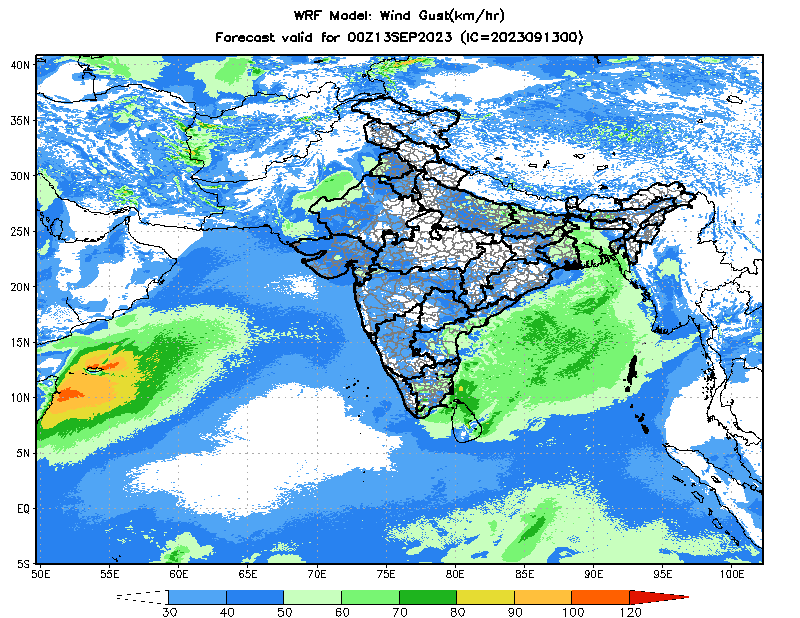 WRF Model: Wind Gust(km/hr)
Forecast valid for 00Z13SEP2023 (IC=2023091300)
40N
35N
30N
25N
20N
15N
10N
5N
EQ
5S
50E 55E 60E 65E 70E 75E 80E 85E 90E 95E 100E
30 40 50 60 70 80 90 100 120